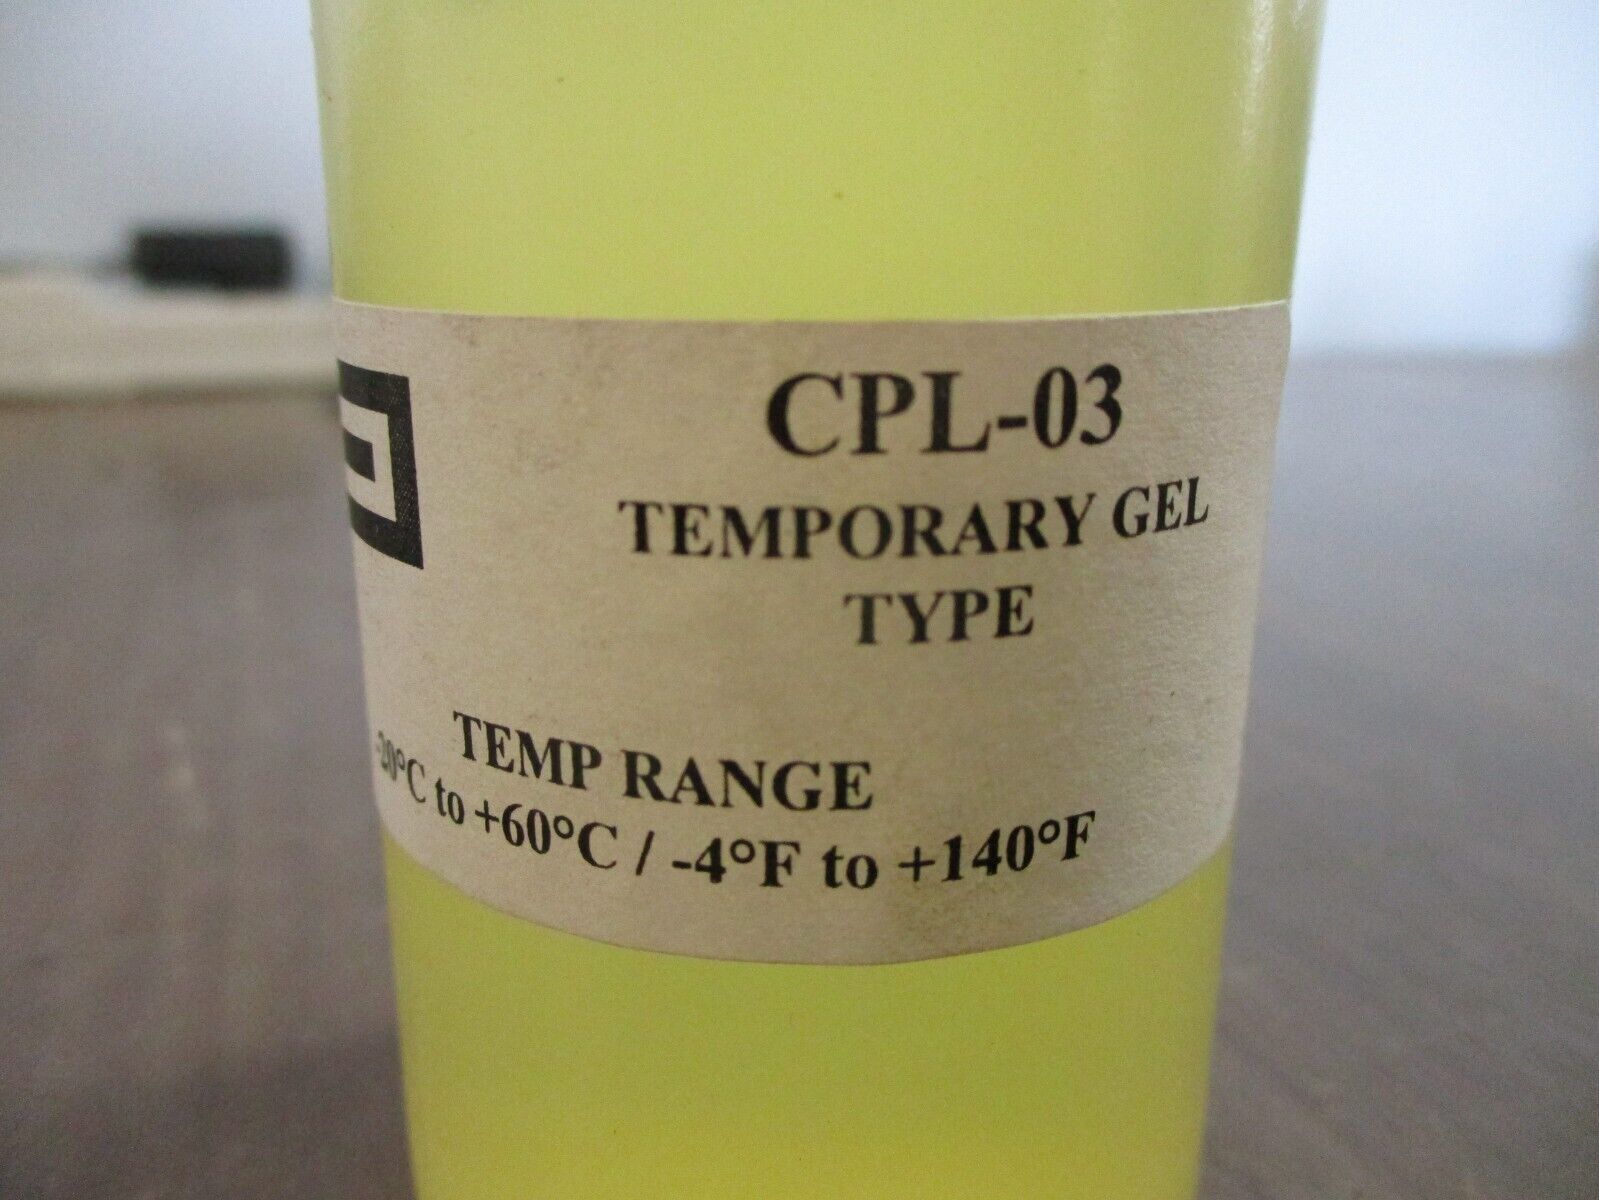 CPL-03
TEMPORARY GEL
TYPE
TEMP RANGE
-20°C to +60°C / -4°F to +140°F